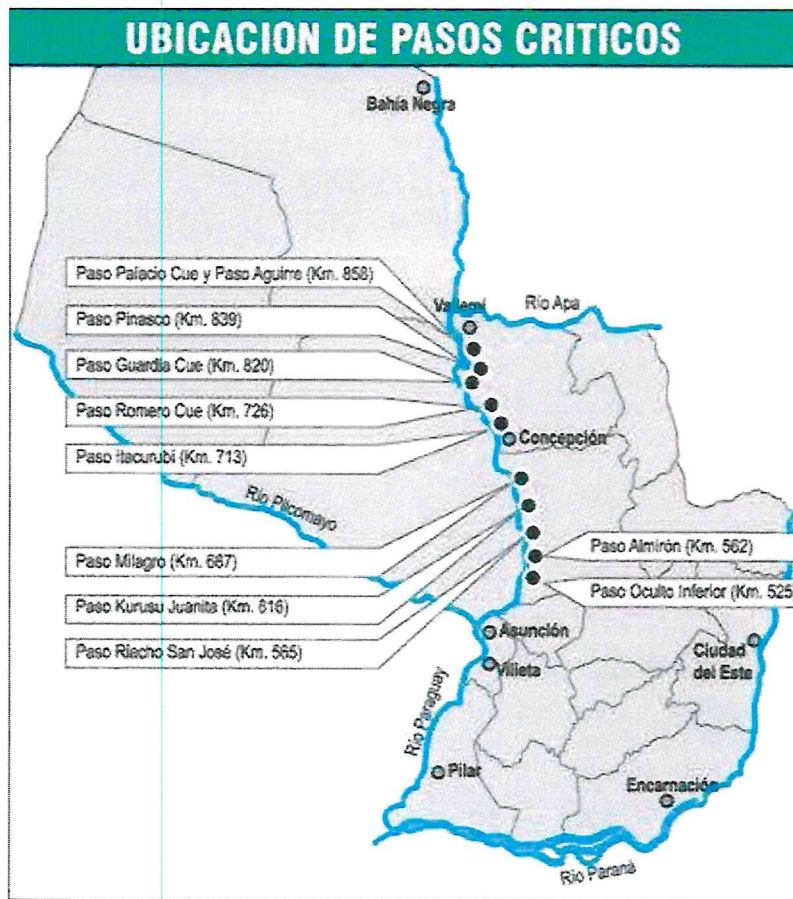 UBICACION DE PASOS CRITICOS
Bahía Negra
Paso Palacio Cue y Paso Aguirre (Km. 858)
Vallemí
Río Apa
Paso Pinasco (Km. 839)
Paso Guardia Cue (Km. 820)
Paso Romero Cue (Km. 726)
Concepción
Paso Itacurubí (Km. 713)
Río Pilcomayo
Paso Milagro (Km. 687)
Paso Almirón (Km. 562)
Paso Kurusu Juanita (Km. 616)
Paso Oculto Inferior (Km. 525
Paso Riacho San José (Km. 565)
Asunción
Ciudad
del Este
Villeta
Río Paraguay
Pilar
Encarnación
Río Paraná